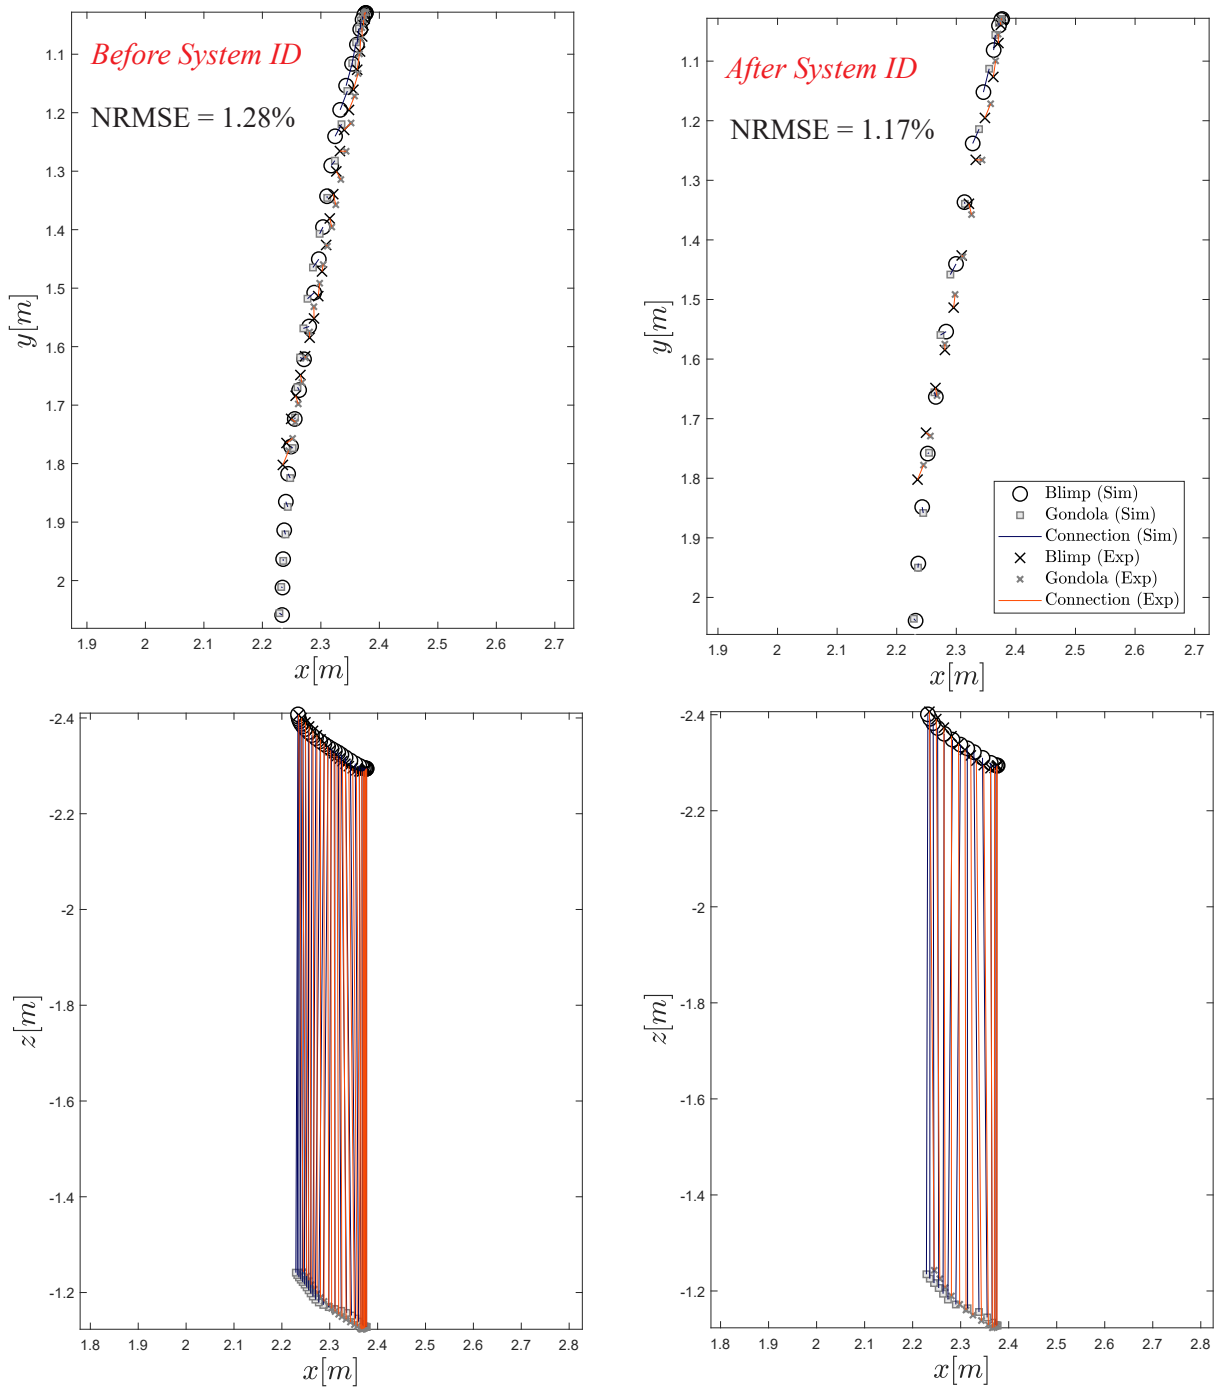 Before System ID
NRMSE = 1.28%
1.1
1.2
1.3
1.4
1.5
1.6
1.7
1.8
1.9
2
y[m]
1.9 2 2.1 2.2 2.3 2.4 2.5 2.6 2.7
x[m]
After System ID
NRMSE = 1.17%
1.1
1.2
1.3
1.4
1.5
1.6
1.7
1.8
1.9
2
y[m]
Blimp (Sim)
Gondola (Sim)
Connection (Sim)
Blimp (Exp)
Gondola (Exp)
Connection (Exp)
1.9 2 2.1 2.2 2.3 2.4 2.5 2.6 2.7
x[m]
-2.4
-2.2
-2
-1.8
-1.6
-1.4
-1.2
z[m]
1.8 1.9 2 2.1 2.2 2.3 2.4 2.5 2.6 2.7 2.8
x[m]
-2.4
-2.2
-2
-1.8
-1.6
-1.4
-1.2
z[m]
1.8 1.9 2 2.1 2.2 2.3 2.4 2.5 2.6 2.7 2.8
x[m]